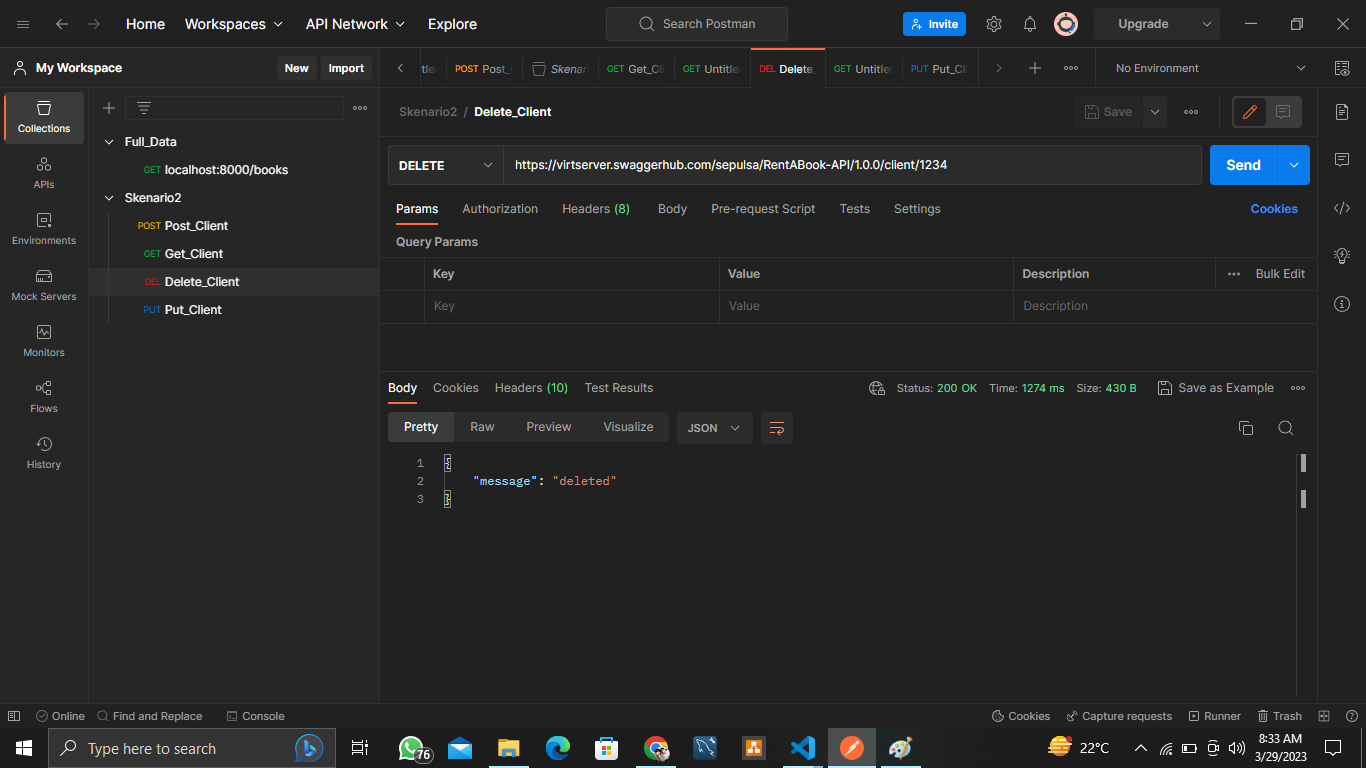 Home Workspaces API Network Explore Search Postman Invite Upgrade
My Workspace New Import
POST Post_ Skenar GET Get_Cl GET Untitle DEL Delete_ GET Untitle PUT Put_Cl No Environment
Collections
APIs
Environments
Mock Servers
Monitors
Flows
History
Full_Data
GET localhost:8000/books
Skenario2
POST Post_Client
GET Get_Client
DEL Delete_Client
PUT Put_Client
Skenario2 / Delete_Client Save
DELETE https://virtserver.swaggerhub.com/sepulsa/RentABook-API/1.0.0/client/1234 Send
Params Authorization Headers (8) Body Pre-request Script Tests Settings Cookies
Query Params
Key Value Description Bulk Edit
Key Value Description
Body Cookies Headers (10) Test Results Status: 200 OK Time: 1274 ms Size: 430 B Save as Example
Pretty Raw Preview Visualize JSON
1 {
2 "message": "deleted"
3 }
Online Find and Replace Console Cookies Capture requests Runner Trash
Type here to search 76 22°C 8:33 AM
3/29/2023